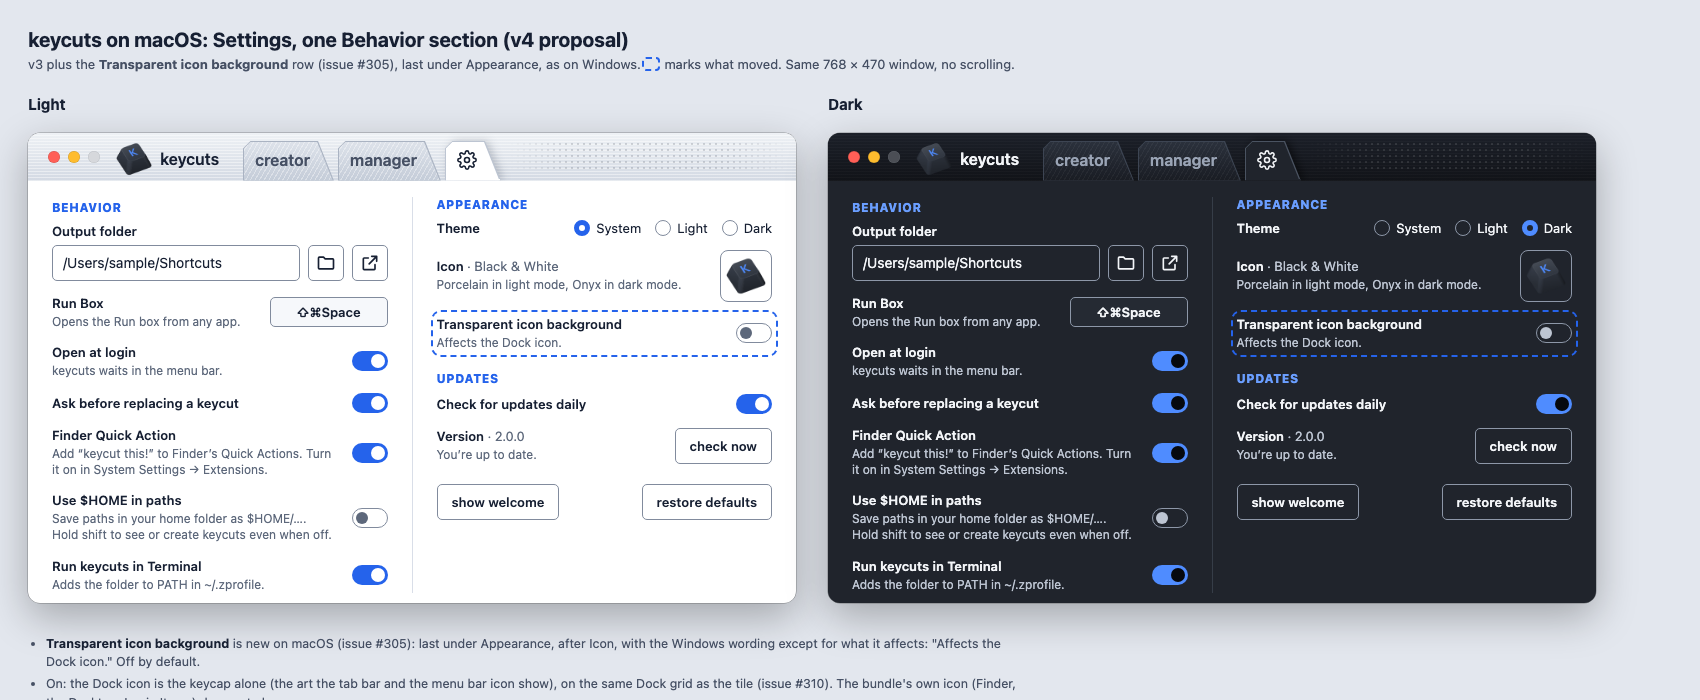 keycuts on macOS: Settings, one Behavior section (v4 proposal)
v3 plus the Transparent icon background row (issue #305), last under Appearance, as on Windows. marks what moved. Same 768 × 470 window, no scrolling.
Light
keycuts
creator
manager
BEHAVIOR
Output folder
/Users/sample/Shortcuts
Run Box
Opens the Run box from any app.
⇧⌘Space
Open at login
keycuts waits in the menu bar.
Ask before replacing a keycut
Finder Quick Action
Add “keycut this!” to Finder’s Quick Actions. Turn
it on in System Settings → Extensions.
Use $HOME in paths
Save paths in your home folder as $HOME/….
Hold shift to see or create keycuts even when off.
Run keycuts in Terminal
Adds the folder to PATH in ~/.zprofile.
APPEARANCE
Theme
System
Light
Dark
Icon · Black & White
Porcelain in light mode, Onyx in dark mode.
K
Transparent icon background
Affects the Dock icon.
UPDATES
Check for updates daily
Version · 2.0.0
You’re up to date.
check now
show welcome
restore defaults
Dark
keycuts
creator
manager
BEHAVIOR
Output folder
/Users/sample/Shortcuts
Run Box
Opens the Run box from any app.
⇧⌘Space
Open at login
keycuts waits in the menu bar.
Ask before replacing a keycut
Finder Quick Action
Add “keycut this!” to Finder’s Quick Actions. Turn
it on in System Settings → Extensions.
Use $HOME in paths
Save paths in your home folder as $HOME/….
Hold shift to see or create keycuts even when off.
Run keycuts in Terminal
Adds the folder to PATH in ~/.zprofile.
APPEARANCE
Theme
System
Light
Dark
Icon · Black & White
Porcelain in light mode, Onyx in dark mode.
K
Transparent icon background
Affects the Dock icon.
UPDATES
Check for updates daily
Version · 2.0.0
You’re up to date.
check now
show welcome
restore defaults
• Transparent icon background is new on macOS (issue #305): last under Appearance, after Icon, with the Windows wording except for what it affects: "Affects the
Dock icon." Off by default.
• On: the Dock icon is the keycap alone (the art the tab bar and the menu bar icon show), on the same Dock grid as the tile (issue #310). The bundle's own icon (Finder,